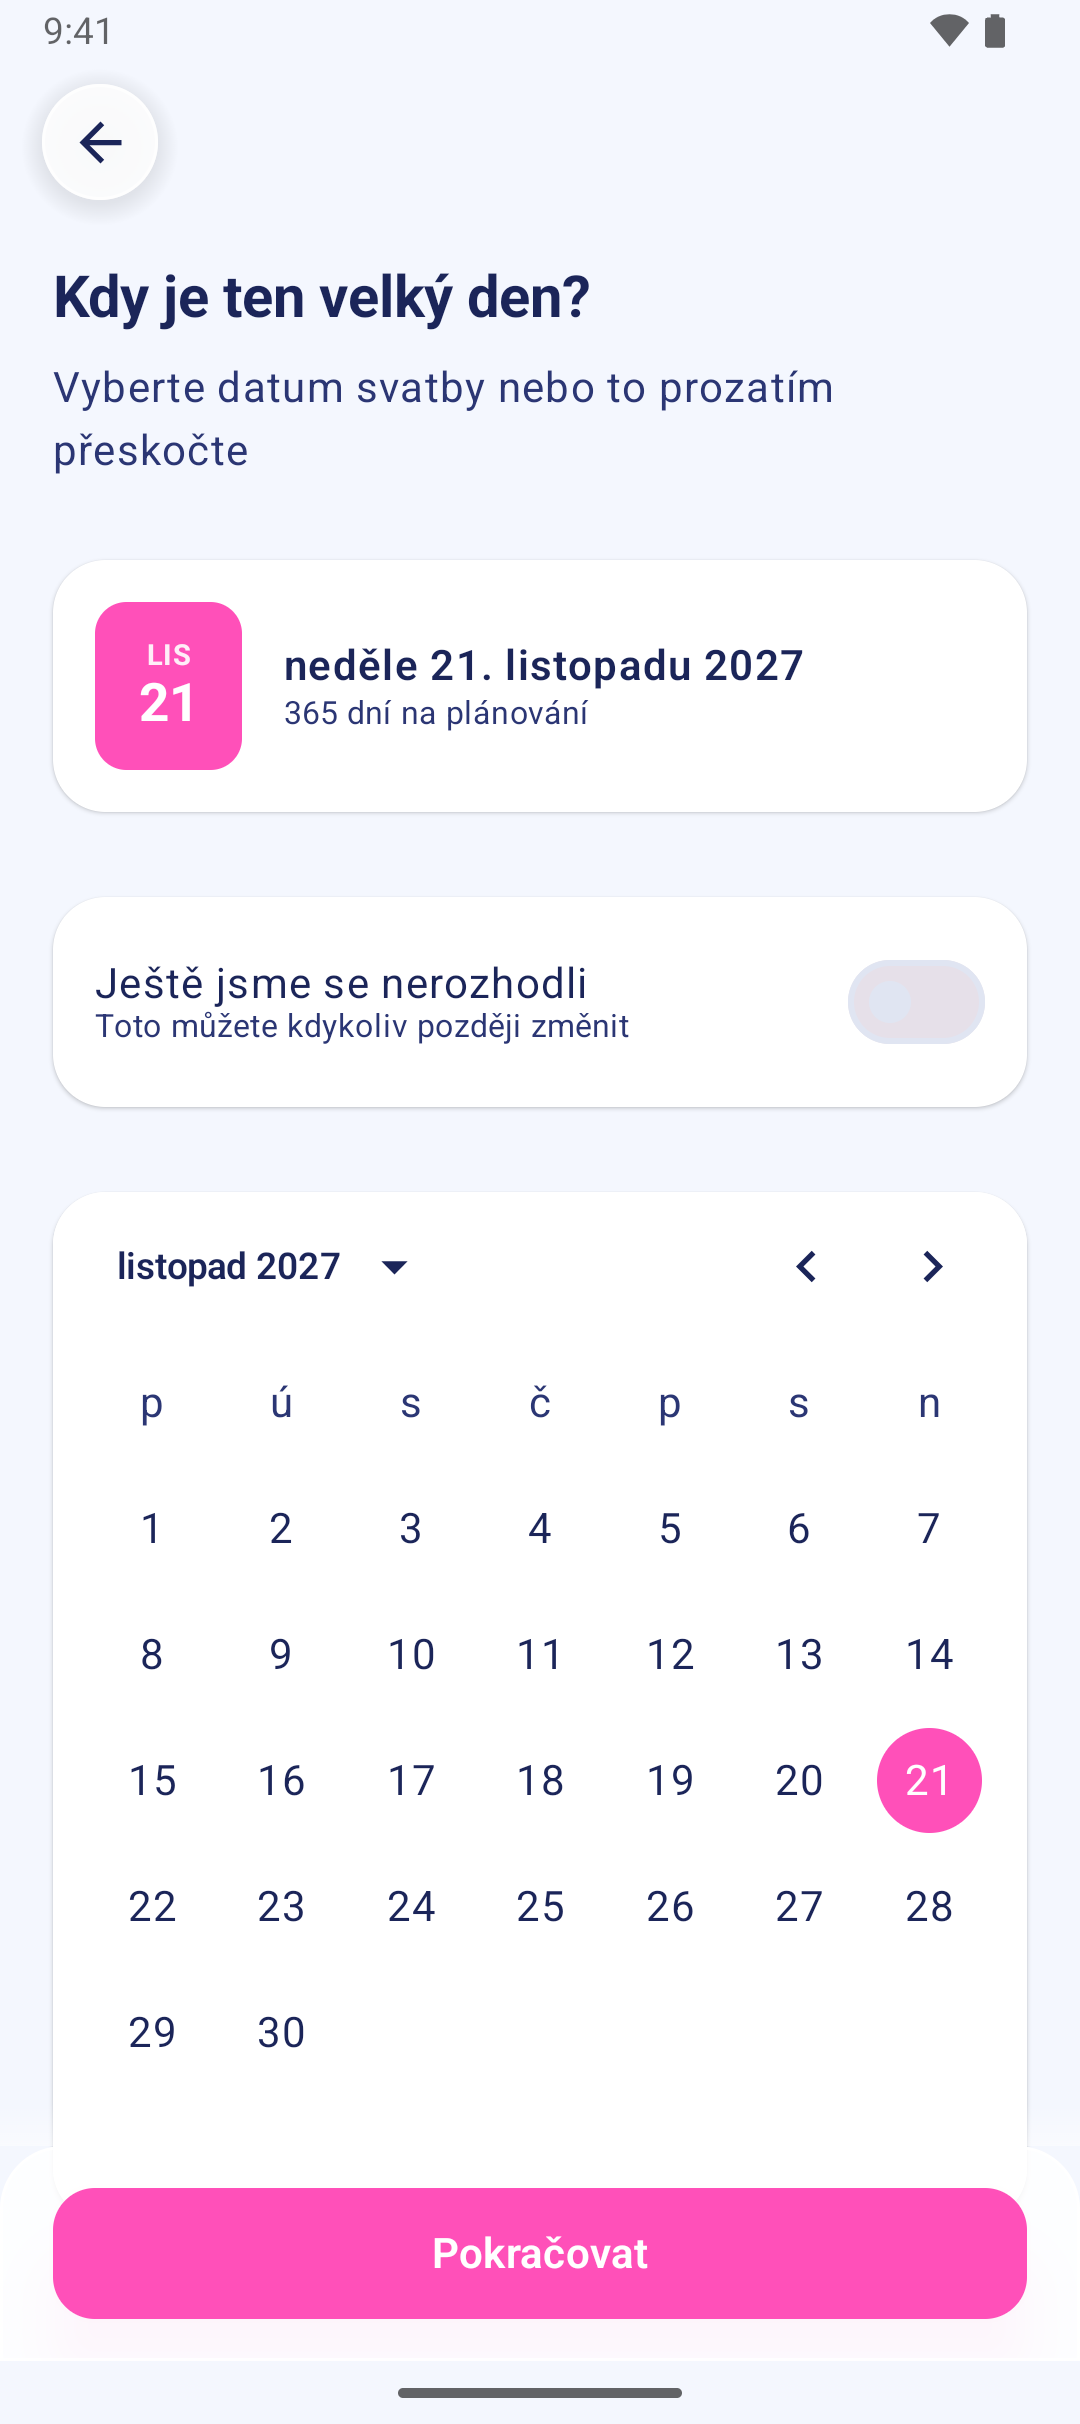 9:41
Kdy je ten velký den?
Vyberte datum svatby nebo to prozatím
přeskočte
LIS
21
neděle 21. listopadu 2027
365 dní na plánování
Ještě jsme se nerozhodli
Toto můžete kdykoliv později změnit
listopad 2027
p ú s č p s n
1 2 3 4 5 6 7
8 9 10 11 12 13 14
15 16 17 18 19 20 21
22 23 24 25 26 27 28
29 30
Pokračovat